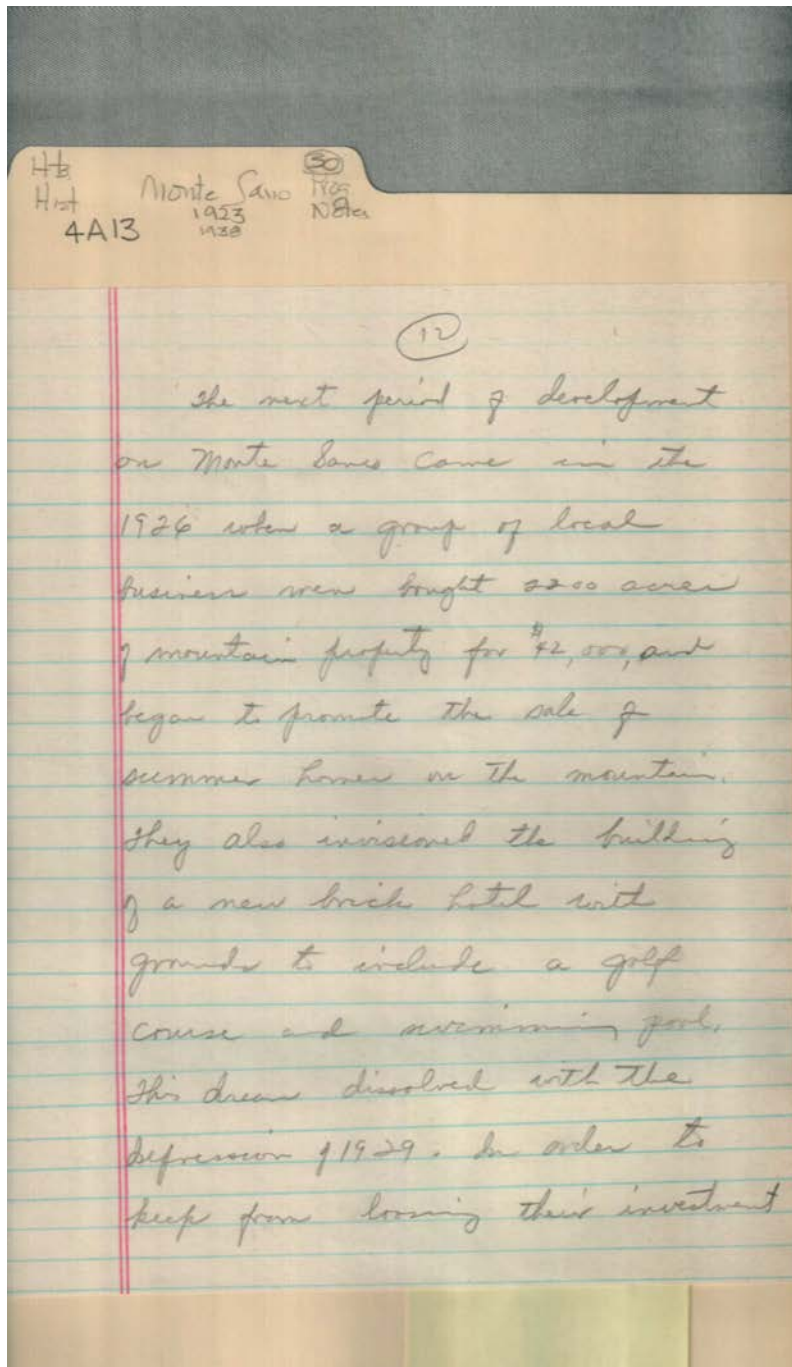 Hist
Monte Sano
30
Prog
Notes
1923
1938
4A13
12
The next period of development
on Monte Sano came in the
1926 when a group of local
business men bought 2200 acres
of mountain property for $42,000, and
began to promote the sale of
summer homes on the mountain.
They also invisioned the building
of a new brick hotel with
grounds to include a golf
course and swimming pool.
This dream dissolved with the
depression of 1929. In order to
keep from loosing their investment